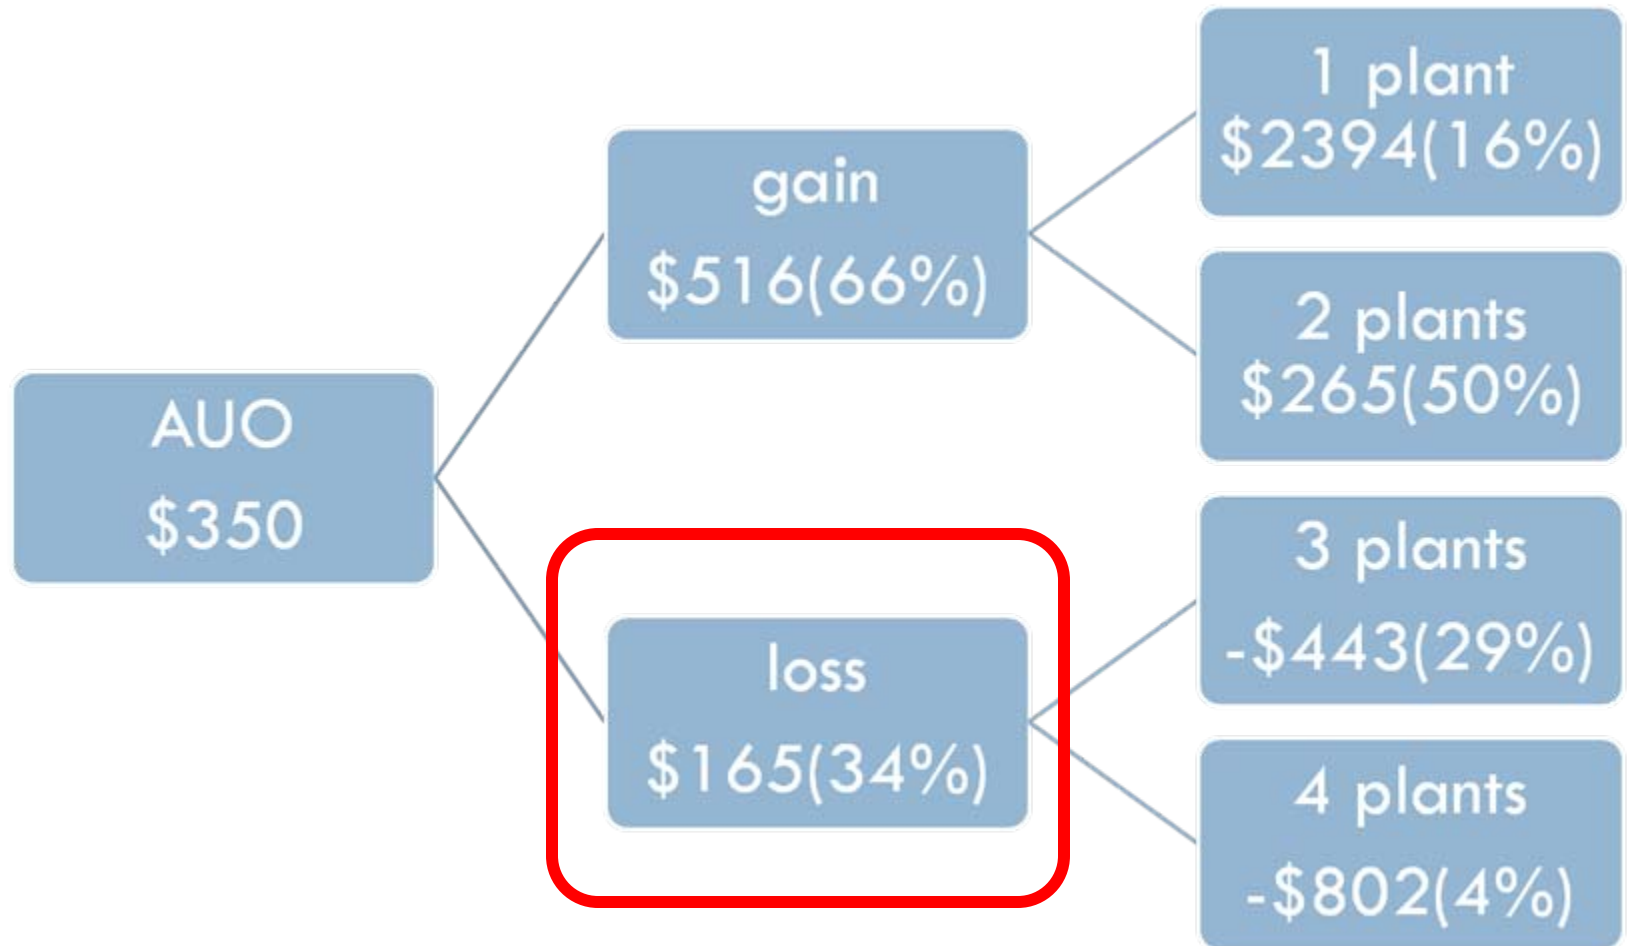 AUO
$350
gain
$516(66%)
loss
$165(34%)
1 plant
$2394(16%)
2 plants
$265(50%)
3 plants
-$443(29%)
4 plants
-$802(4%)